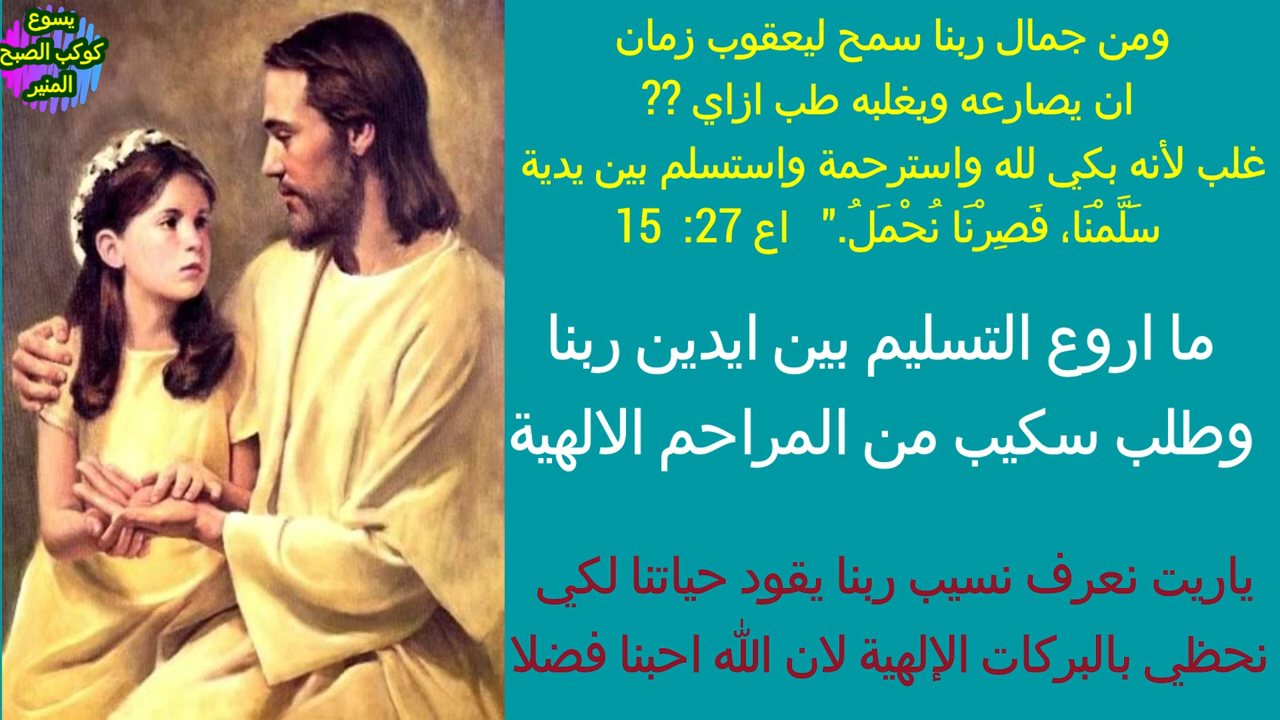 يسوع
كوكب الصبح
المنير
ومن جمال ربنا سمح ليعقوب زمان
ان يصارعه ويغلبه طب ازاي ??
غلب لأنه بكي لله واسترحمة واستسلم بين يدية
سَلَّمْنَا، فَصِرْنَا نُحْمَلُ." اع 27: 15
ما اروع التسليم بين ايدين ربنا
وطلب سكيب من المراحم الالهية
ياريت نعرف نسيب ربنا يقود حياتنا لكى
نحظي بالبركات الإلهية لان الله احبنا فضلا